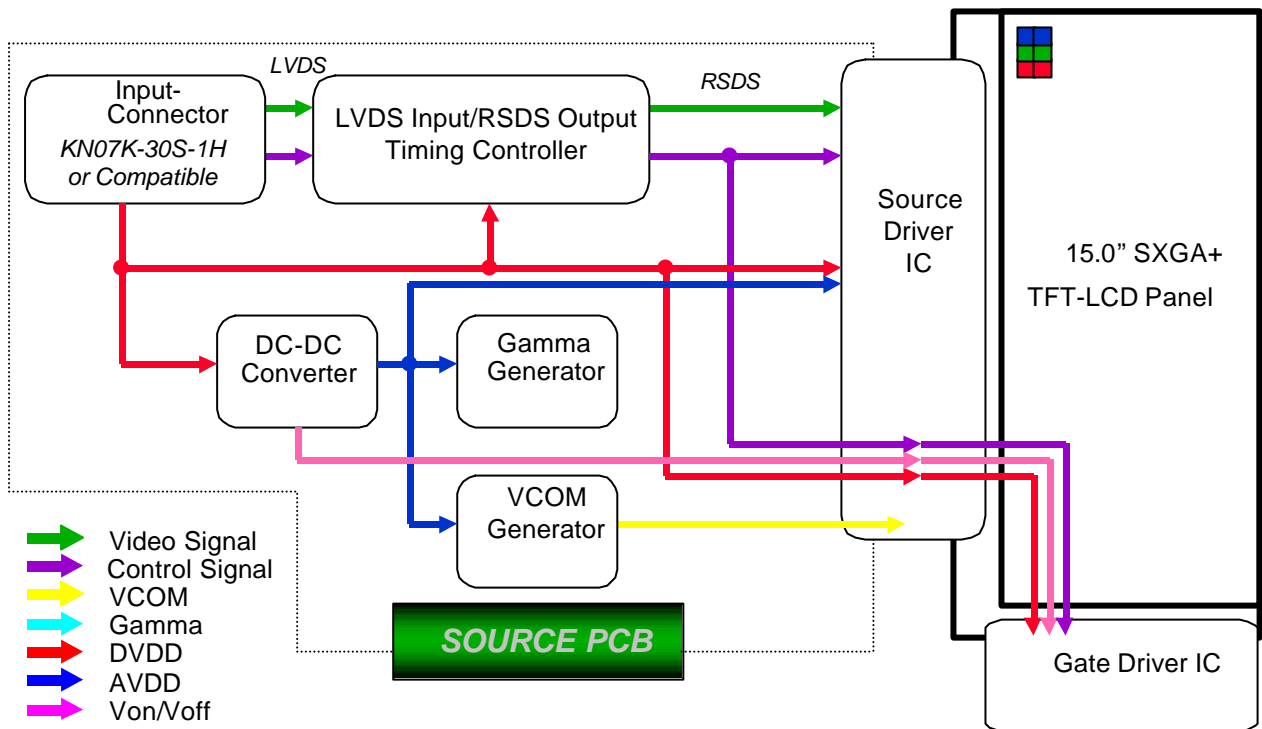 LVDS
RSDS
Input-
Connector
KN07K-30S-1H
or Compatible
LVDS Input/RSDS Output
Timing Controller
Source
Driver
IC
15.0” SXGA+
TFT-LCD Panel
DC-DC
Converter
Gamma
Generator
VCOM
Generator
Video Signal
Control Signal
VCOM
Gamma
DVDD
AVDD
Von/Voff
SOURCE PCB
Gate Driver IC